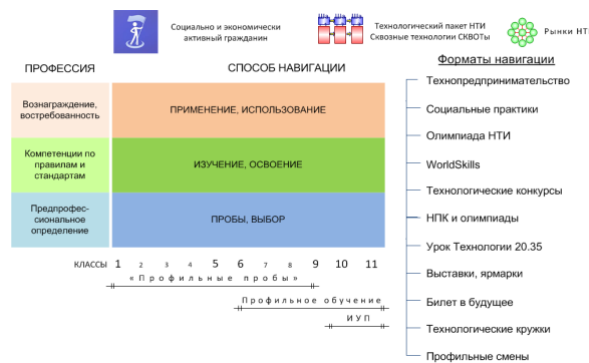 Социально и экономически
активный гражданин
Технологический пакет НТИ
Сквозные технологии СКВОТы
Рынки НТ
ПРОФЕССИЯ
СПОСОБ НАВИГАЦИИ
Форматы навигации
Вознаграждение,
востребованность
ПРИМЕНЕНИЕ, ИСПОЛЬЗОВАНИЕ
Компетенции по
правилам и
стандартам
ИЗУЧЕНИЕ, ОСВОЕНИЕ
Предпрофес-
сиональное
определение
ПРОБЫ, ВЫБОР
КЛАССЫ 1 2 3 4 5 6 7 8 9 10 11
«Профильные пробы»
Профильное обучение
ИУП
Технопредпринимательство
Социальные практики
Олимпиада НТИ
WorldSkills
Технологические конкурсы
НПК и олимпиады
Урок Технологии 20.35
Выставки, ярмарки
Билет в будущее
Технологические кружки
Профильные смены